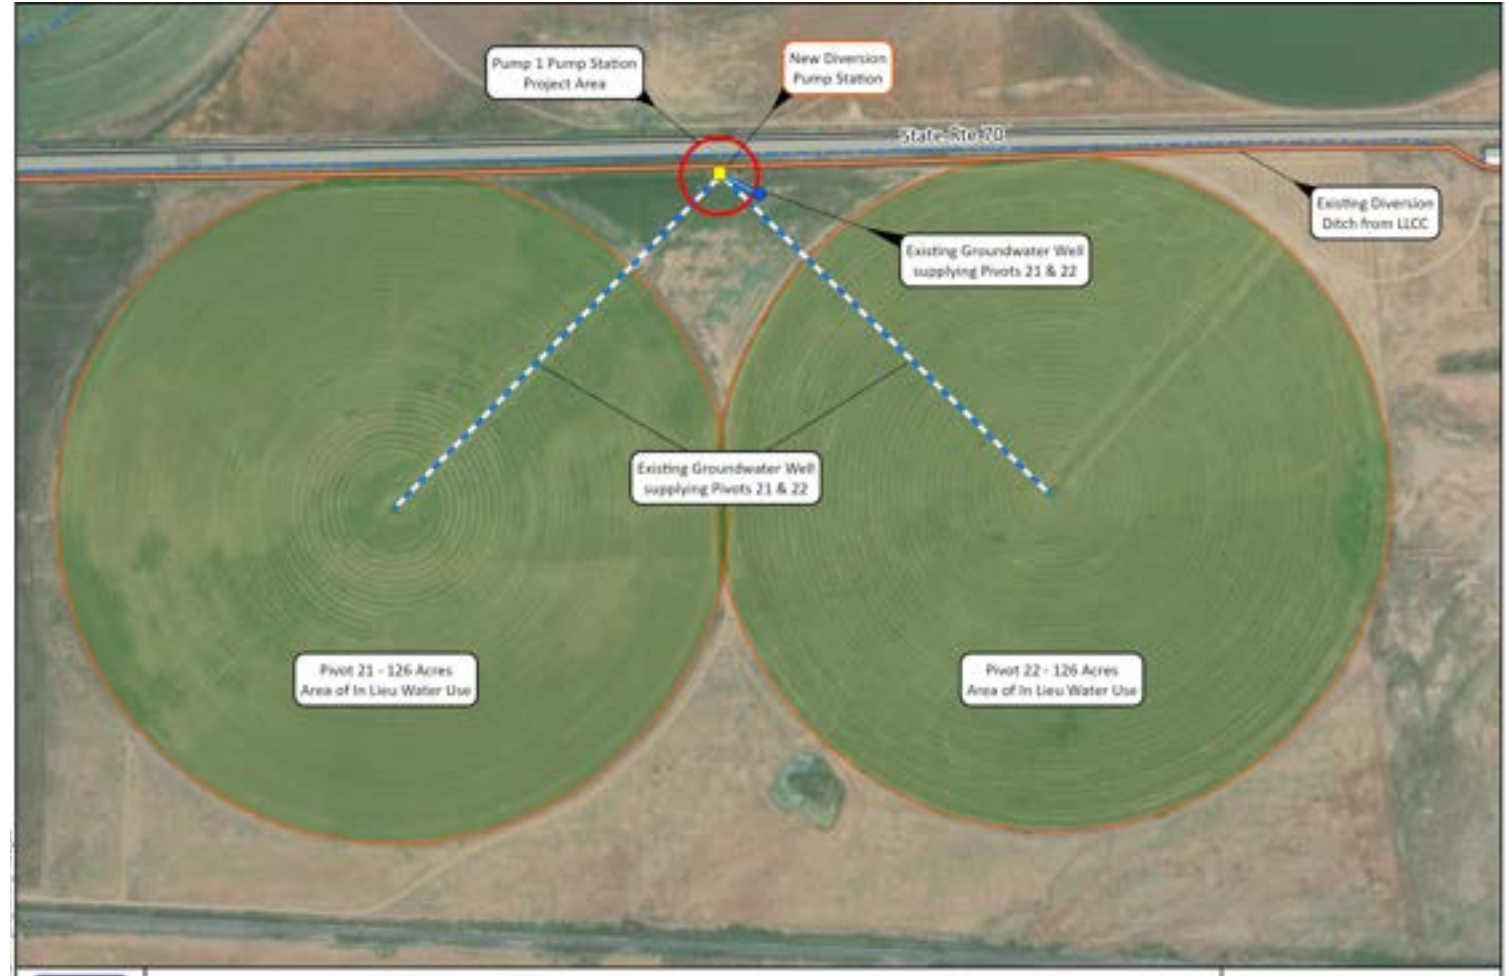 Pump 1 Pump Station
Project Area
New Diversion
Pump Station
State Rte 70
Existing Diversion
Ditch from LLCC
Existing Groundwater Well
supplying Pivots 21 & 22
Existing Groundwater Well
supplying Pivots 21 & 22
Pivot 21 - 126 Acres
Area of In Lieu Water Use
Pivot 22 - 126 Acres
Area of In Lieu Water Use